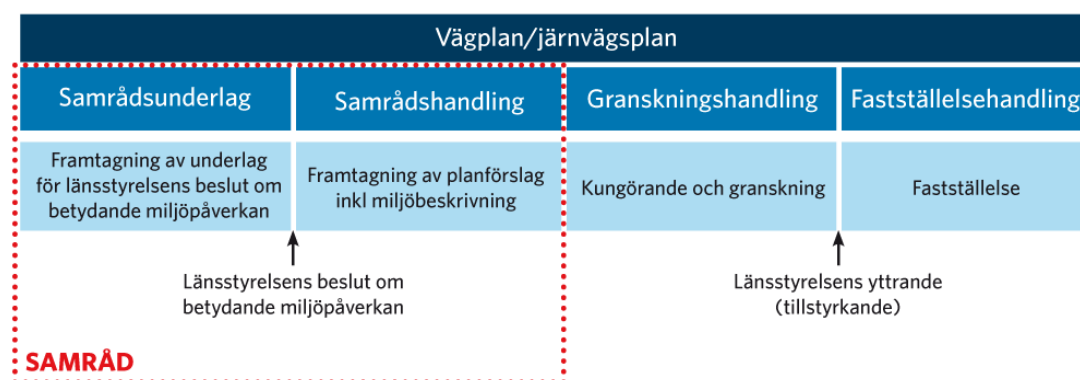 Vägplan/järnvägsplan
Samrådsunderlag
Samrådshandling
Granskningshandling
Fastställelsehandling
Framtagning av underlag
för länsstyrelsens beslut om
betydande miljöpåverkan
Framtagning av planförslag
inkl miljöbeskrivning
Kungörande och granskning
Fastställelse
Länsstyrelsens beslut om
betydande miljöpåverkan
Länsstyrelsens yttrande
(tillstyrkande)
SAMRÅD